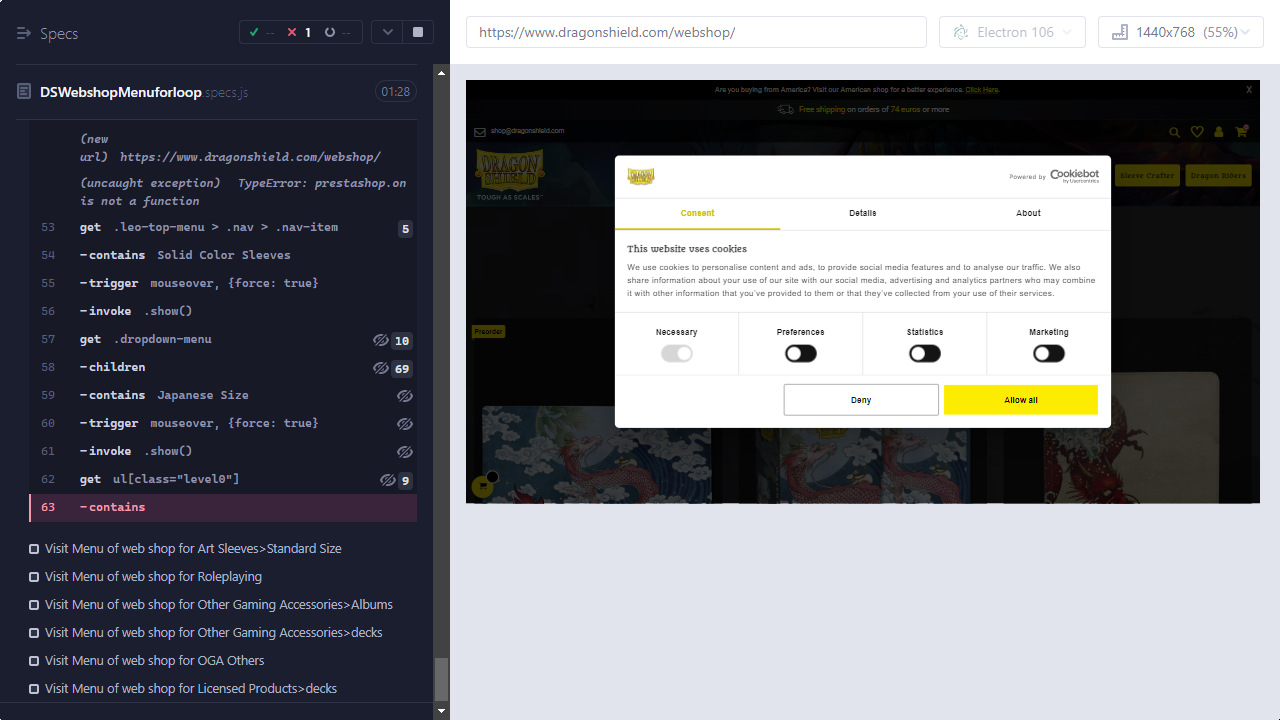 Specs
-- 1 --
DSWebshopMenuforloop.specs.js 01:28
(new
url) https://www.dragonshield.com/webshop/
(uncaught exception) TypeError: prestashop.on
is not a function
53 get .leo-top-menu > .nav > .nav-item 5
54 -contains Solid Color Sleeves
55 -trigger mouseover, {force: true}
56 -invoke .show()
57 get .dropdown-menu 10
58 -children 69
59 -contains Japanese Size
60 -trigger mouseover, {force: true}
61 -invoke .show()
62 get ul[class="level0"] 9
63 -contains
Visit Menu of web shop for Art Sleeves>Standard Size
Visit Menu of web shop for Roleplaying
Visit Menu of web shop for Other Gaming Accessories>Albums
Visit Menu of web shop for Other Gaming Accessories>decks
Visit Menu of web shop for OGA Others
Visit Menu of web shop for Licensed Products>decks
https://www.dragonshield.com/webshop/ Electron 106 1440x768 (55%)
Are you buying from America? Visit our American shop for a better experience. Click Here. X
Free shipping on orders of 74 euros or more
shop@dragonshield.com
DRAGON SHIELD
TOUGH AS SCALES
Sleeve Crafter Dragon Riders
Powered by Cookiebot
by Usercentrics
Consent Details About
This website uses cookies
We use cookies to personalise content and ads, to provide social media features and to analyse our traffic. We also
share information about your use of our site with our social media, advertising and analytics partners who may combine
it with other information that you've provided to them or that they've collected from your use of their services.
Necessary Preferences Statistics Marketing
Deny Allow all
Preorder